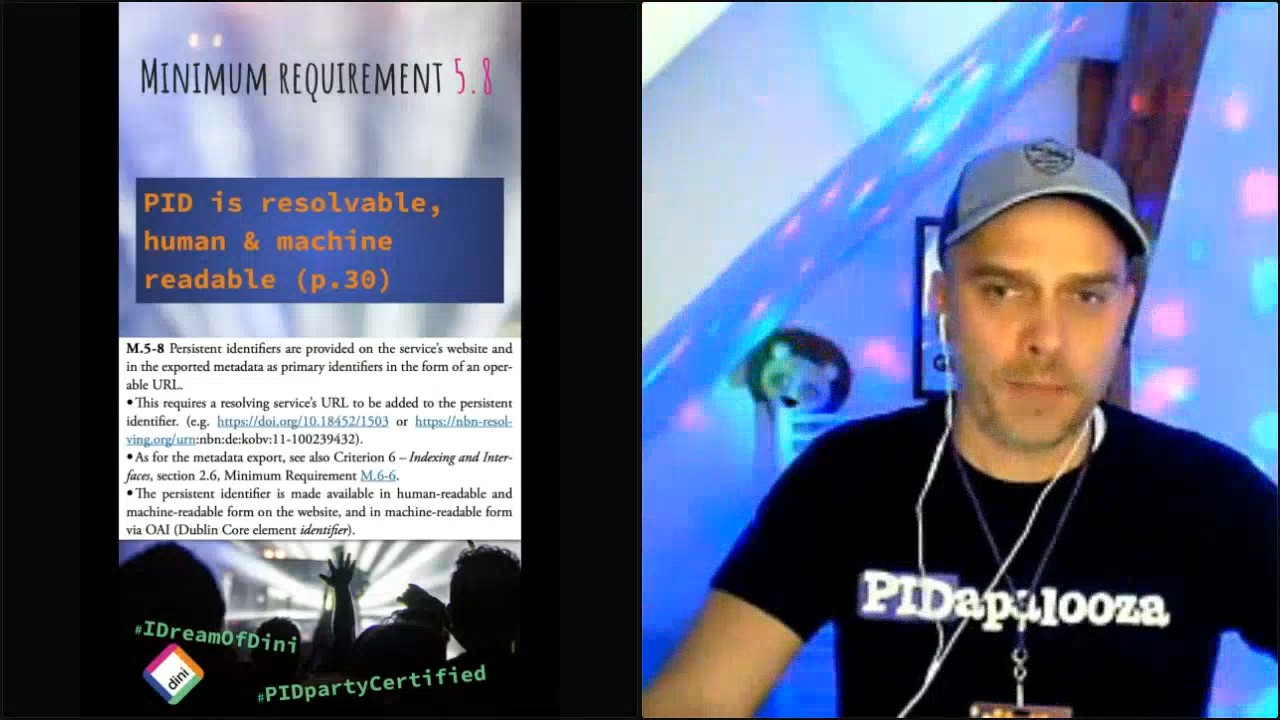 MINIMUM REQUIREMENT 5.8
PID is resolvable,
human & machine
readable (p.30)
M.5-8 Persistent identifiers are provided on the service's website and
in the exported metadata as primary identifiers in the form of an oper-
able URL.
•This requires a resolving service's URL to be added to the persistent
identifier. (e.g. https://doi.org/10.18452/1503 or https://nbn-resol-
ving.org/urn:nbn:de:kobv:11-100239432).
•As for the metadata export, see also Criterion 6 – Indexing and Inter-
faces, section 2.6, Minimum Requirement M.6-6.
•The persistent identifier is made available in human-readable and
machine-readable form on the website, and in machine-readable form
via OAI (Dublin Core element identifier).
#IDreamOfDini
dini
#PIDpartyCertified
PIDapalooza